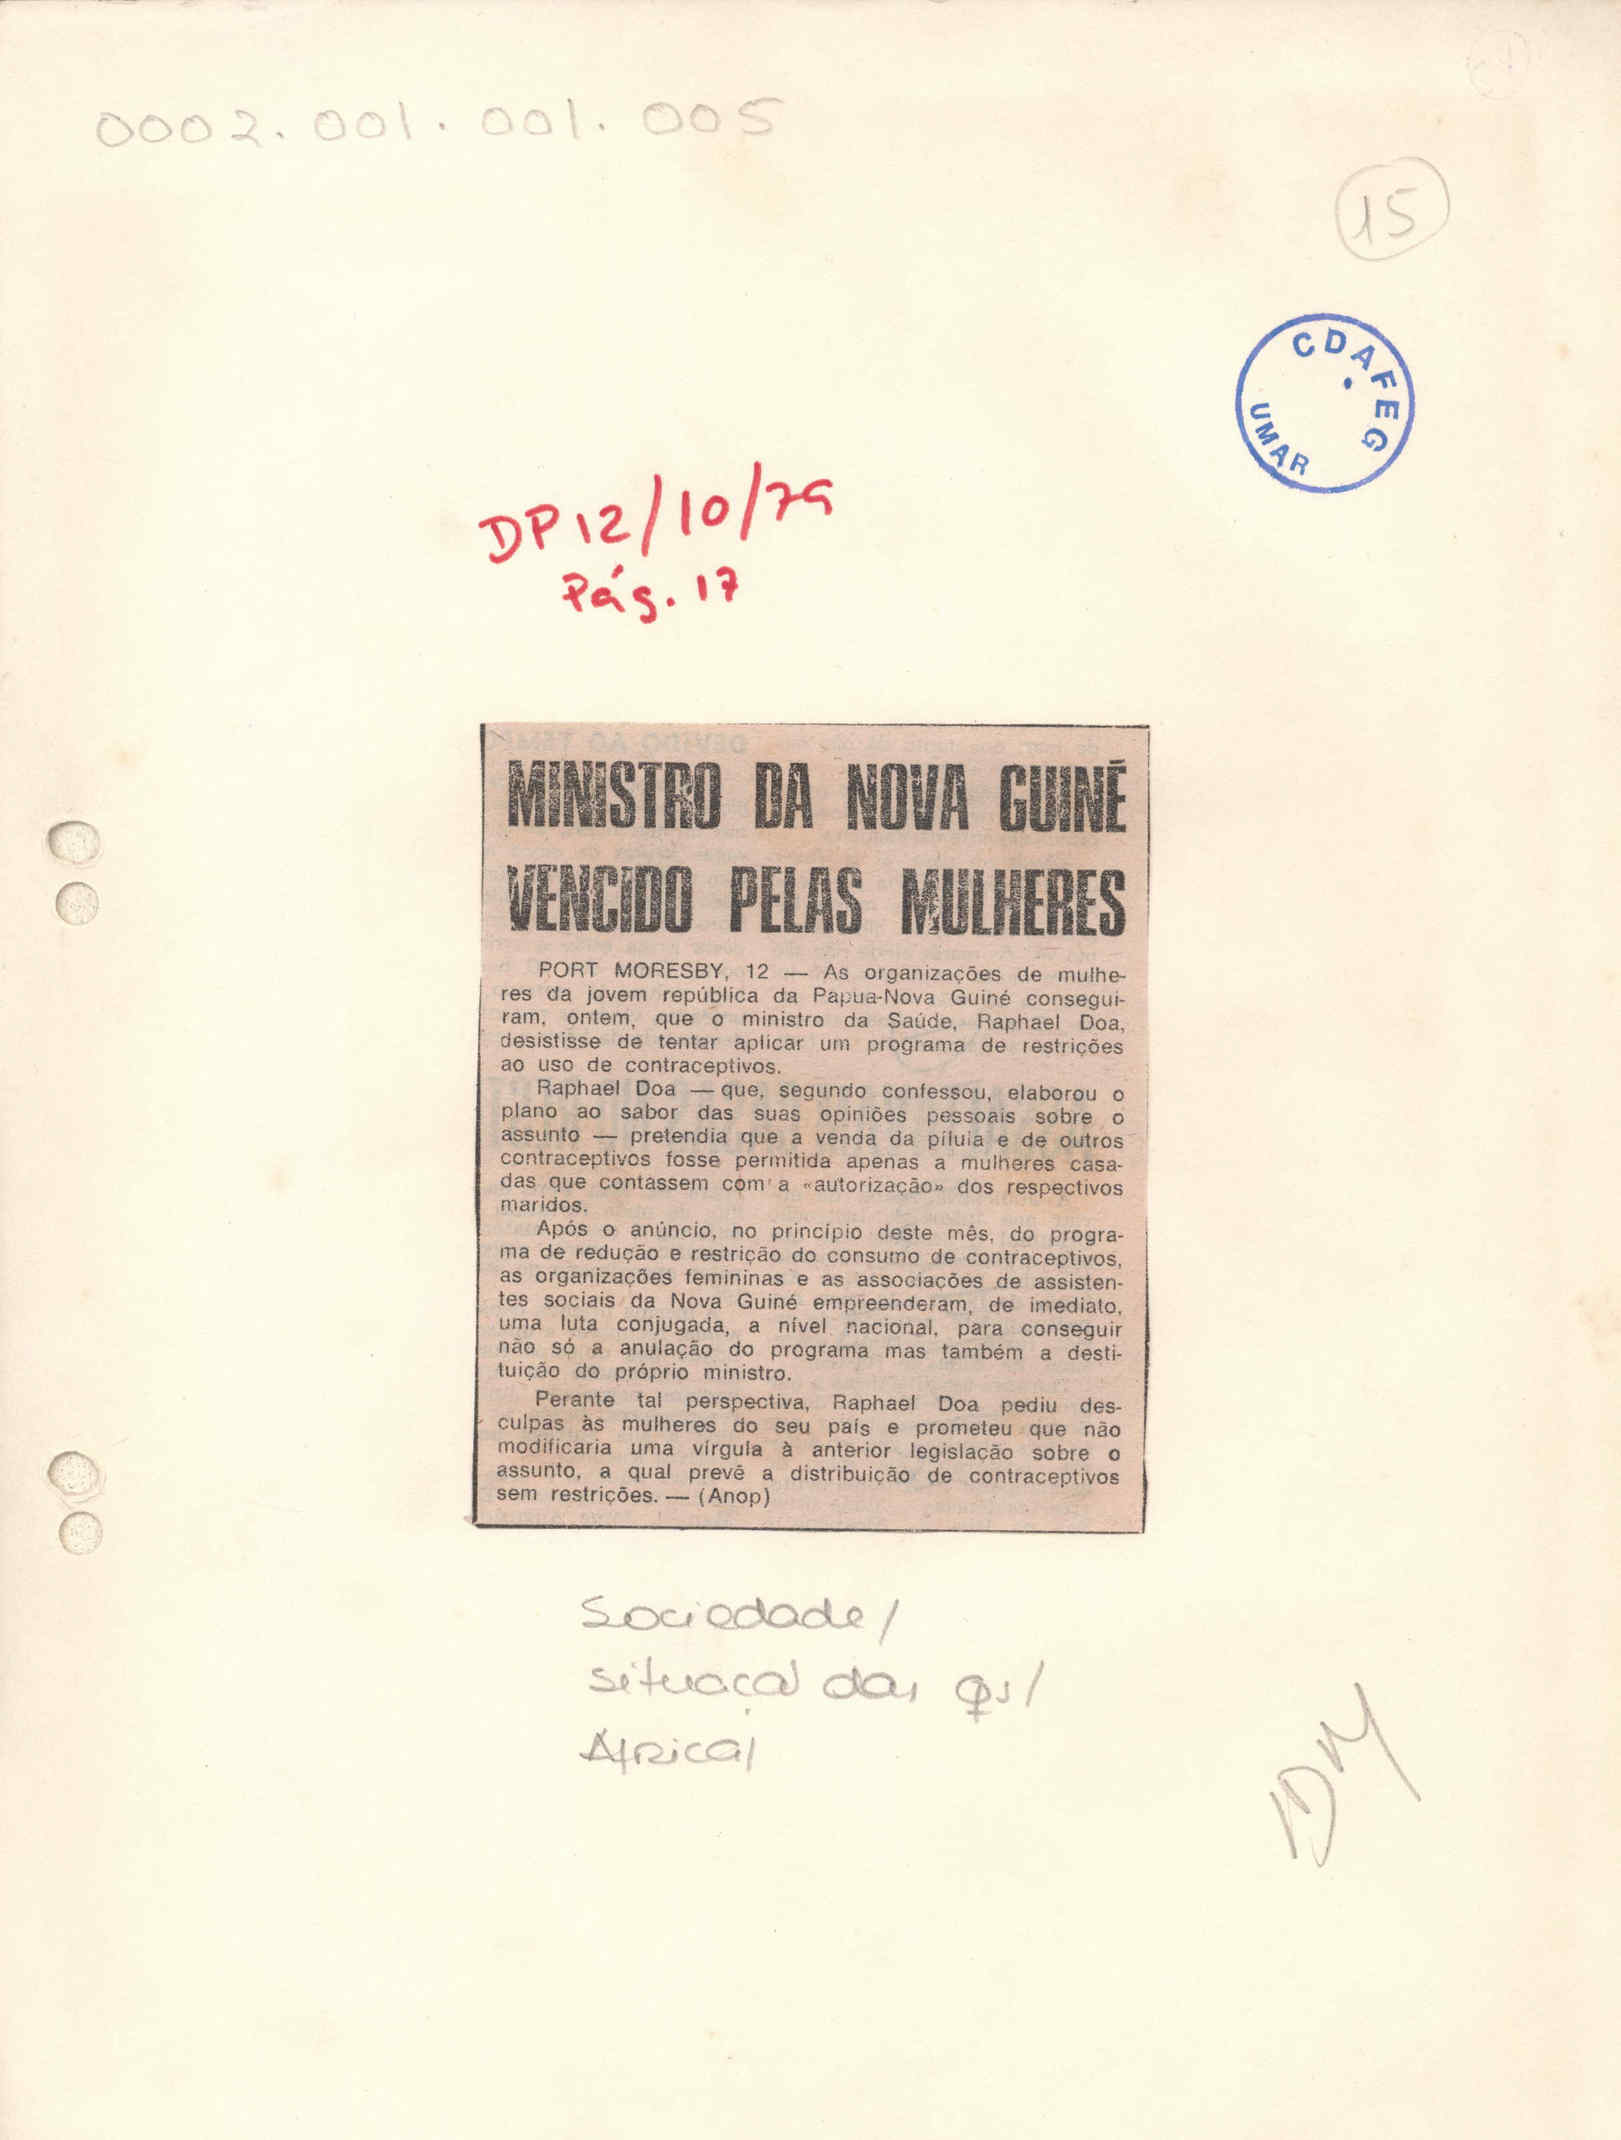 0002.001.001.005
15
CDAFEG
UMAR
DP 12/10/79
Pág. 17
MINISTRO DA NOVA GUINÉ
VENCIDO PELAS MULHERES
PORT MORESBY, 12 — As organizações de mulhe-
res da jovem república da Papua-Nova Guiné consegui-
ram, ontem, que o ministro da Saúde, Raphael Doa,
desistisse de tentar aplicar um programa de restrições
ao uso de contraceptivos.
Raphael Doa — que, segundo confessou, elaborou o
plano ao sabor das suas opiniões pessoais sobre o
assunto — pretendia que a venda da pílula e de outros
contraceptivos fosse permitida apenas a mulheres casa-
das que contassem com a «autorização» dos respectivos
maridos.
Após o anúncio, no princípio deste mês, do progra-
ma de redução e restrição do consumo de contraceptivos,
as organizações femininas e as associações de assisten-
tes sociais da Nova Guiné empreenderam, de imediato,
uma luta conjugada, a nível nacional, para conseguir
não só a anulação do programa mas também a desti-
tuição do próprio ministro.
Perante tal perspectiva, Raphael Doa pediu des-
culpas às mulheres do seu país e prometeu que não
modificaria uma vírgula à anterior legislação sobre o
assunto, a qual prevê a distribuição de contraceptivos
sem restrições. — (Anop)
Sociedade/
situação das ♀s/
África/
DM